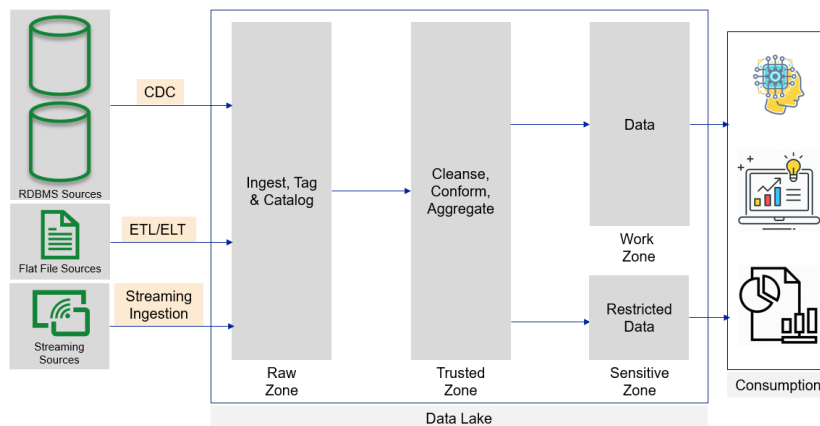 RDBMS Sources
Flat File Sources
Streaming
Sources
CDC
ETL/ELT
Streaming
Ingestion
Ingest, Tag
& Catalog
Raw
Zone
Cleanse,
Conform,
Aggregate
Trusted
Zone
Data
Work
Zone
Restricted
Data
Sensitive
Zone
Data Lake
Consumption